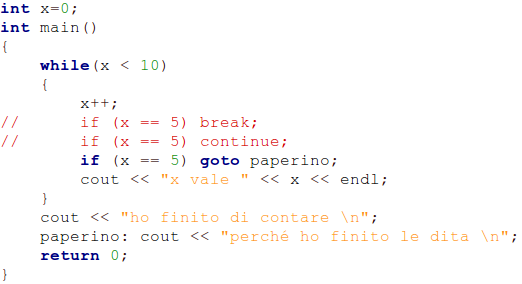 int x=0;
int main()
{
    while(x < 10)
    {
        x++;
//      if (x == 5) break;
//      if (x == 5) continue;
        if (x == 5) goto paperino;
        cout << "x vale " << x << endl;
    }
    cout << "ho finito di contare \n";
    paperino: cout << "perché ho finito le dita \n";
    return 0;
}